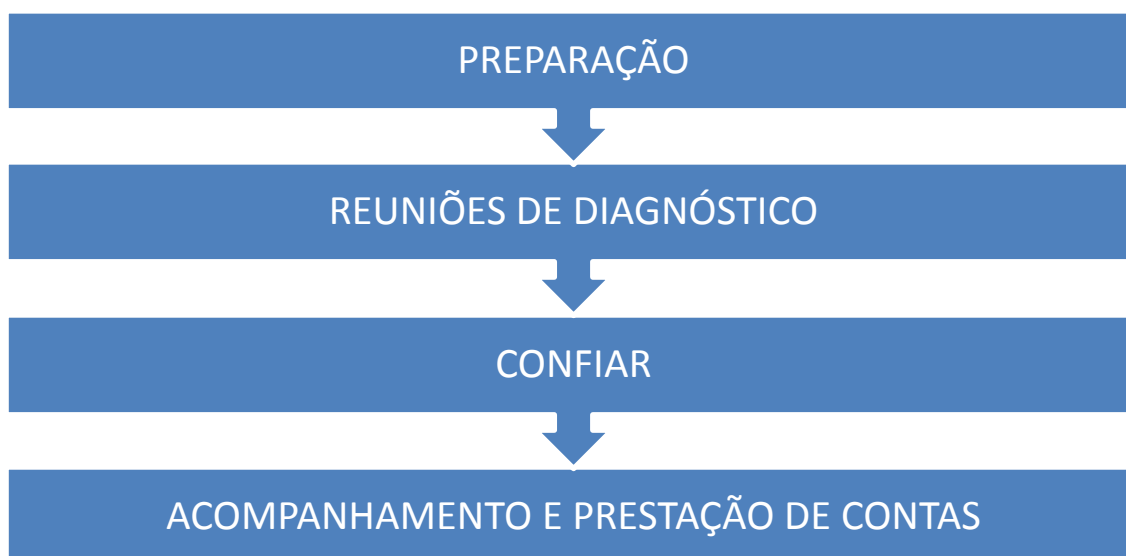 PREPARAÇÃO
REUNIÕES DE DIAGNÓSTICO
CONFIAR
ACOMPANHAMENTO E PRESTAÇÃO DE CONTAS